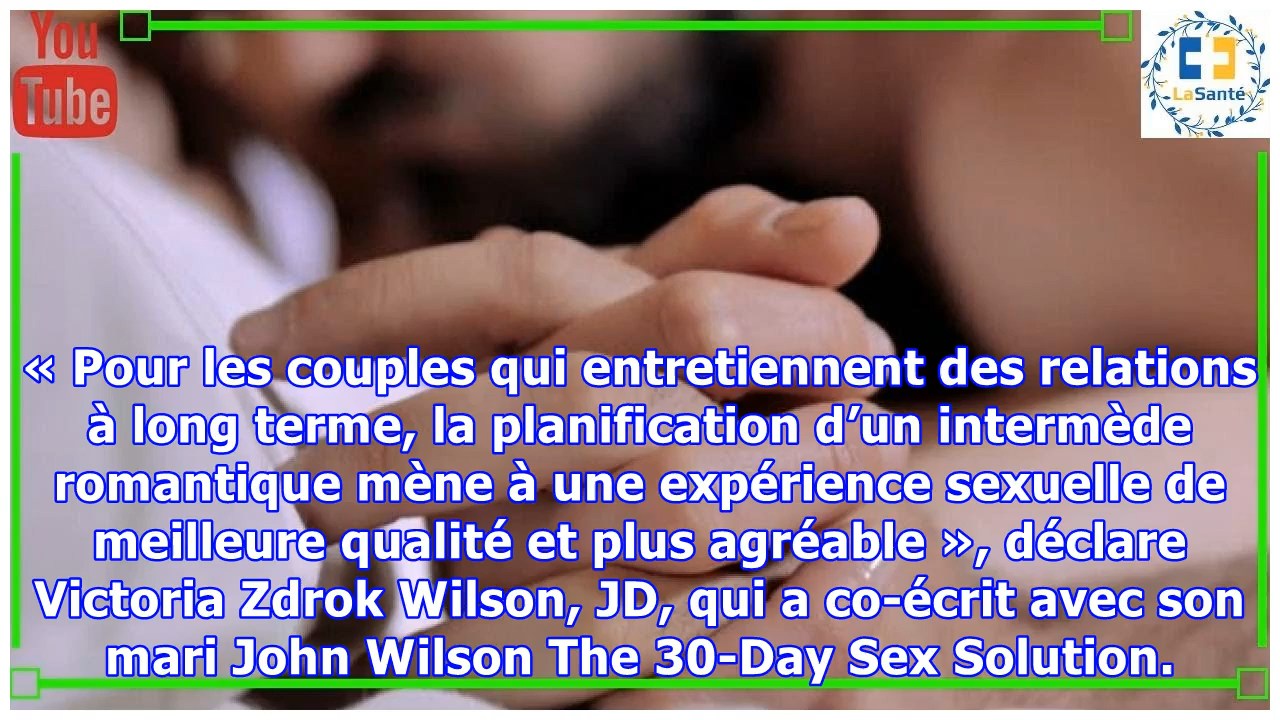 You
Tube
LaSanté
« Pour les couples qui entretiennent des relations
à long terme, la planification d’un intermède
romantique mène à une expérience sexuelle de
meilleure qualité et plus agréable », déclare
Victoria Zdrok Wilson, JD, qui a co-écrit avec son
mari John Wilson The 30-Day Sex Solution.